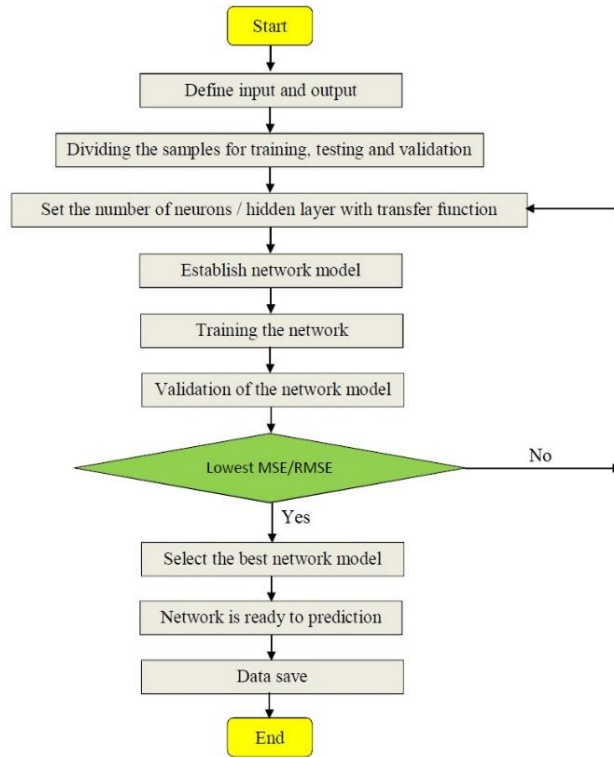 Start
Define input and output
Dividing the samples for training, testing and validation
Set the number of neurons / hidden layer with transfer function
Establish network model
Training the network
Validation of the network model
Lowest MSE/RMSE
No
Yes
Select the best network model
Network is ready to prediction
Data save
End